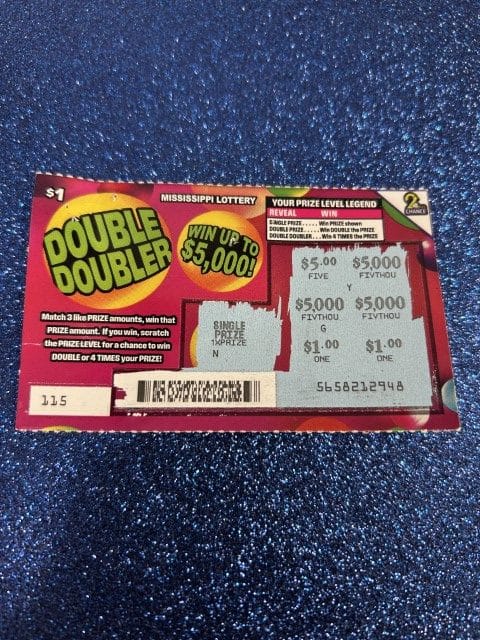 $1
MISSISSIPPI LOTTERY
DOUBLE
DOUBLER
WIN UP TO
$5,000!
Match 3 like PRIZE amounts, win that
PRIZE amount. If you win, scratch
the PRIZE LEVEL for a chance to win
DOUBLE or 4 TIMES your PRIZE!
115
YOUR PRIZE LEVEL LEGEND
REVEAL WIN
SINGLE PRIZE..... Win PRIZE shown
DOUBLE PRIZE..... Win DOUBLE the PRIZE
DOUBLE DOUBLER... Win 4 TIMES the PRIZE
2nd
CHANCE
SINGLE
PRIZE
1XPRIZE
N
$5.00 $5,000
FIVE FIVTHOU
Y
$5,000 $5,000
FIVTHOU FIVTHOU
G
$1.00 $1.00
ONE ONE
5658212948